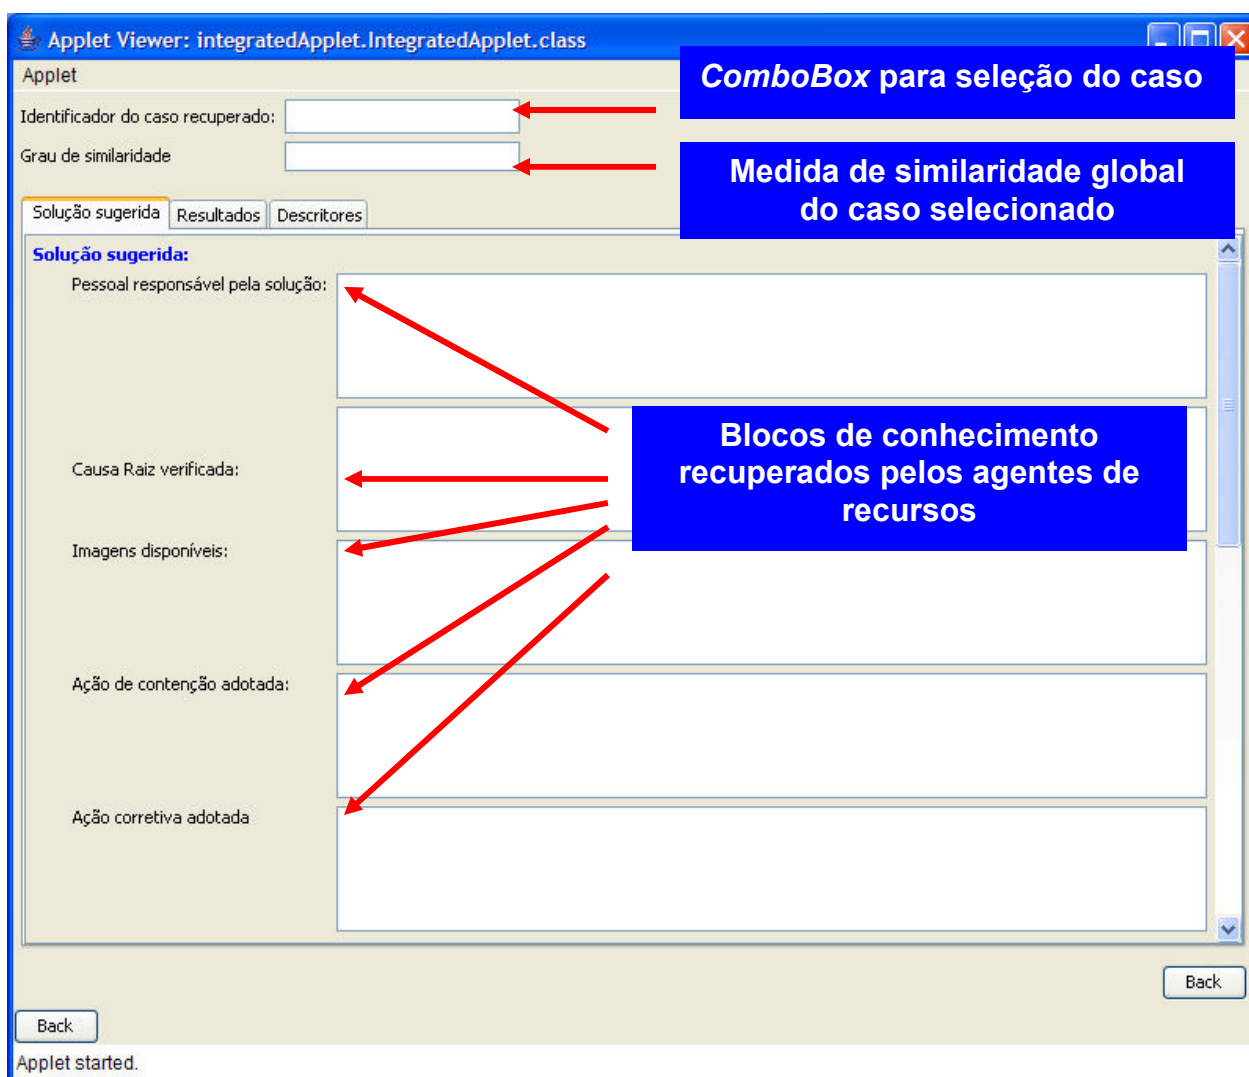 Applet Viewer: integratedApplet.IntegratedApplet.class
Applet
ComboBox para seleção do caso
Identificador do caso recuperado:
Grau de similaridade
Medida de similaridade global
do caso selecionado
Solução sugerida Resultados Descritores
Solução sugerida:
Pessoal responsável pela solução:
Blocos de conhecimento
recuperados pelos agentes de
recursos
Causa Raiz verificada:
Imagens disponíveis:
Ação de contenção adotada:
Ação corretiva adotada
Back
Back
Applet started.